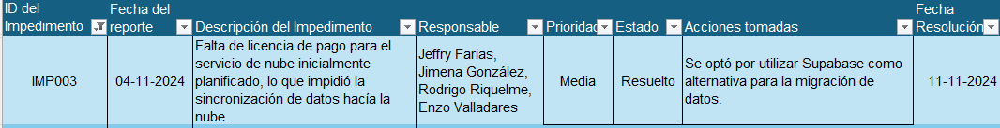 ID del Impedimento
Fecha del reporte
Descripción del Impedimento
Responsable
Prioridad
Estado
Acciones tomadas
Fecha Resolución
IMP003
04-11-2024
Falta de licencia de pago para el
servicio de nube inicialmente
planificado, lo que impidió la
sincronización de datos hacía la
nube.
Jeffry Farias,
Jimena González,
Rodrigo Riquelme,
Enzo Valladares
Media
Resuelto
Se optó por utilizar Supabase como
alternativa para la migración de
datos.
11-11-2024